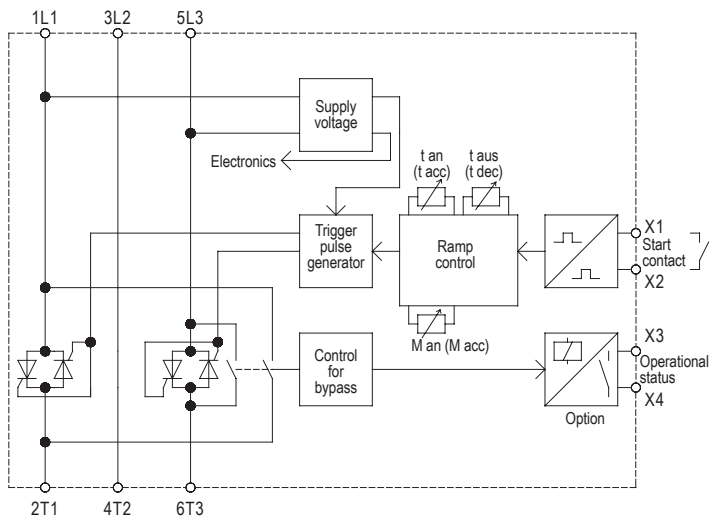 1L1
3L2
5L3
Supply
voltage
Electronics
t an
(t acc)
t aus
(t dec)
Trigger
pulse
generator
Ramp
control
X1
Start
contact
X2
M an (M acc)
Control
for
bypass
X3
Operational
status
X4
Option
2T1
4T2
6T3